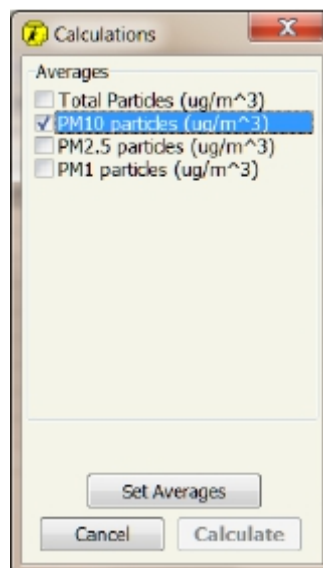 Calculations
Averages
Total Particles (ug/m^3)
PM10 particles (ug/m^3)
PM2.5 particles (ug/m^3)
PM1 particles (ug/m^3)
Set Averages
Cancel
Calculate